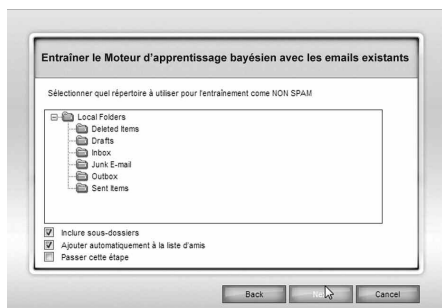 Entraîner le Moteur d'apprentissage bayésien avec les emails existants
Sélectionner quel répertoire à utiliser pour l'entraînement come NON SPAM
Local Folders
Deleted Items
Drafts
Inbox
Junk E-mail
Outbox
Sent Items
Inclure sous-dossiers
Ajouter automatiquement à la liste d'amis
Passer cette étape
Back
Cancel